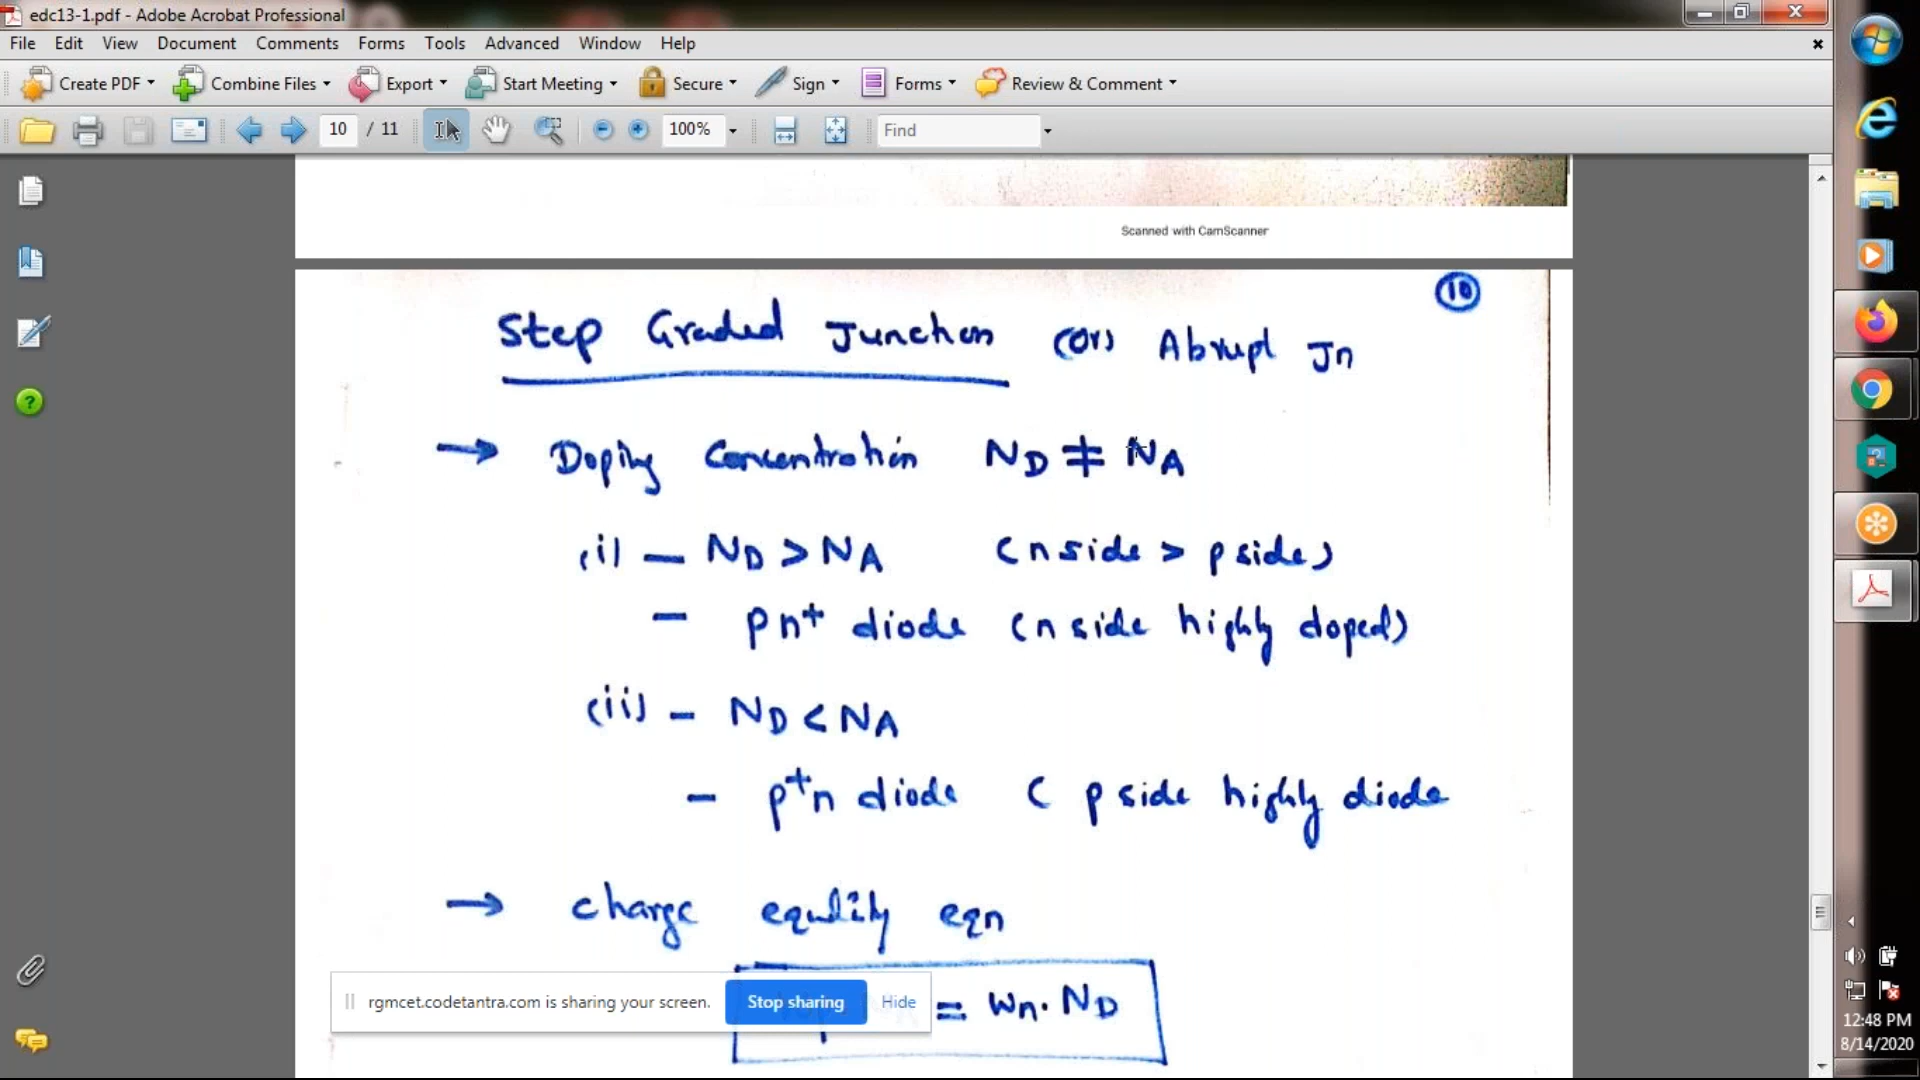 edc13-1.pdf - Adobe Acrobat Professional
File Edit View Document Comments Forms Tools Advanced Window Help
Create PDF Combine Files Export Start Meeting Secure Sign Forms Review & Comment
10 / 11 100% Find
Scanned with CamScanner
10
Step Graded Junction (or) Abrupt Jn
→ Doping Concentration ND ≠ NA
(i) — ND > NA (n side > p side)
— pn+ diode (n side highly doped)
(ii) — ND < NA
— p+n diode ( p side highly diode
→ charge equlity eqn
= Wn. ND
rgmcet.codetantra.com is sharing your screen. Stop sharing Hide
12:48 PM
8/14/2020